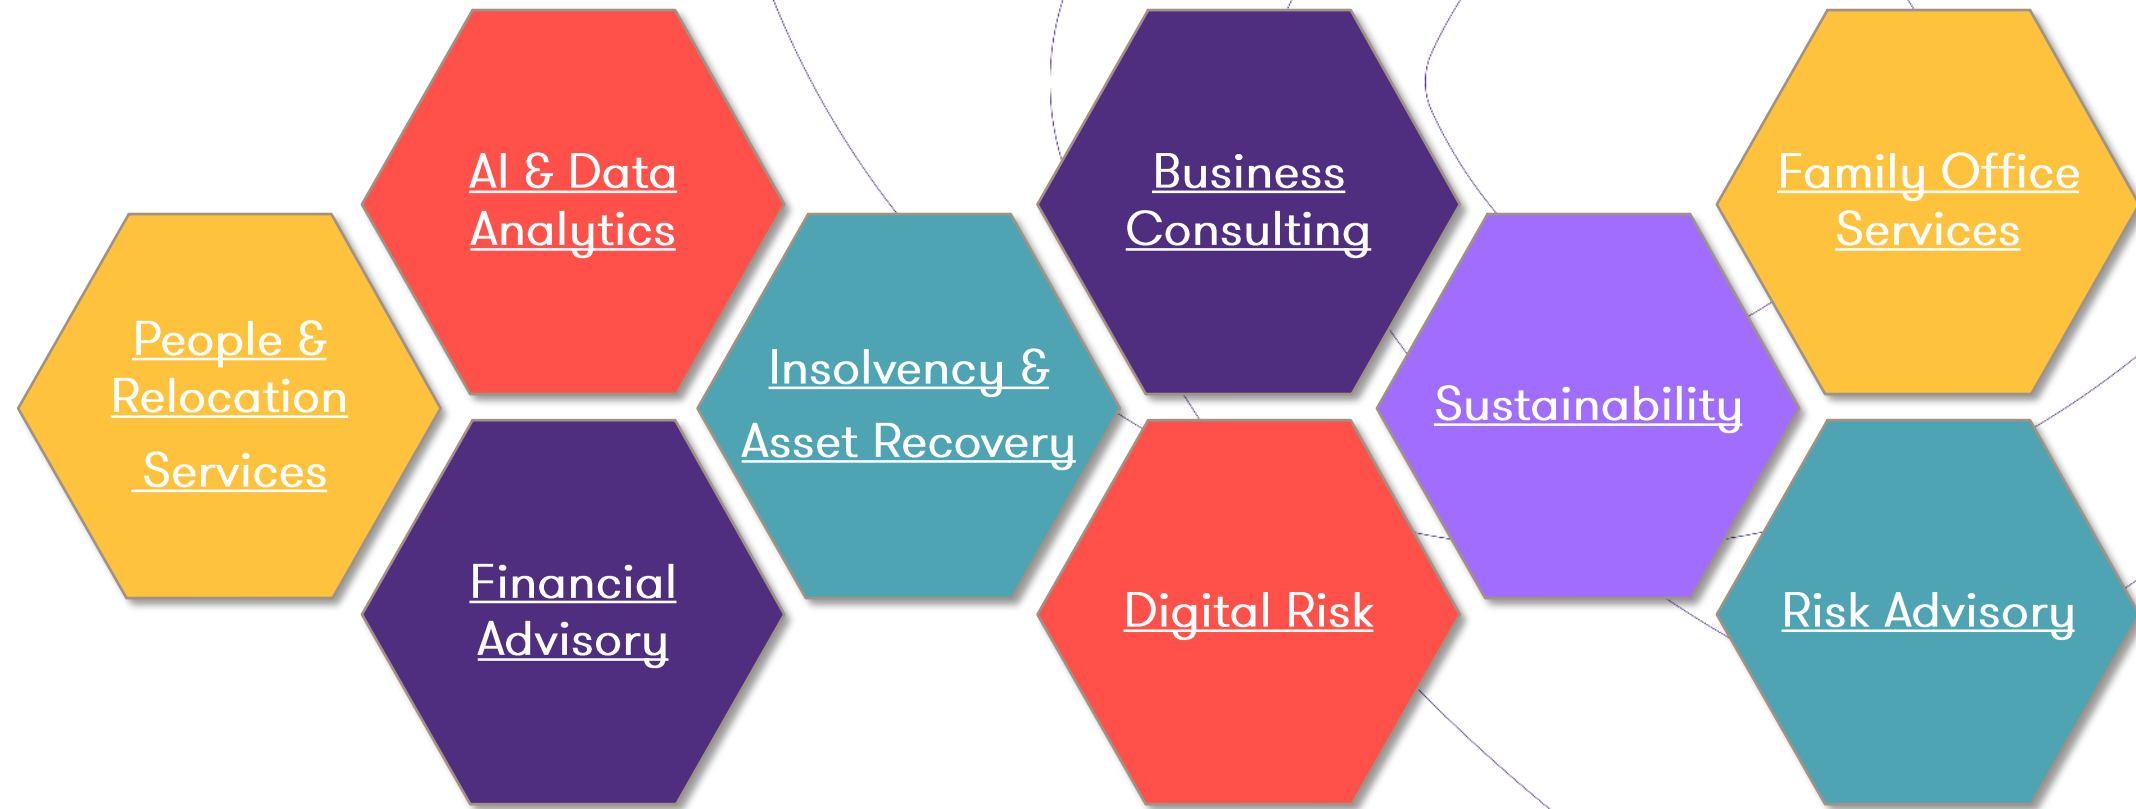 People &
Relocation
Services
AI & Data
Analytics
Financial
Advisory
Insolvency &
Asset Recovery
Business
Consulting
Digital Risk
Sustainability
Family Office
Services
Risk Advisory